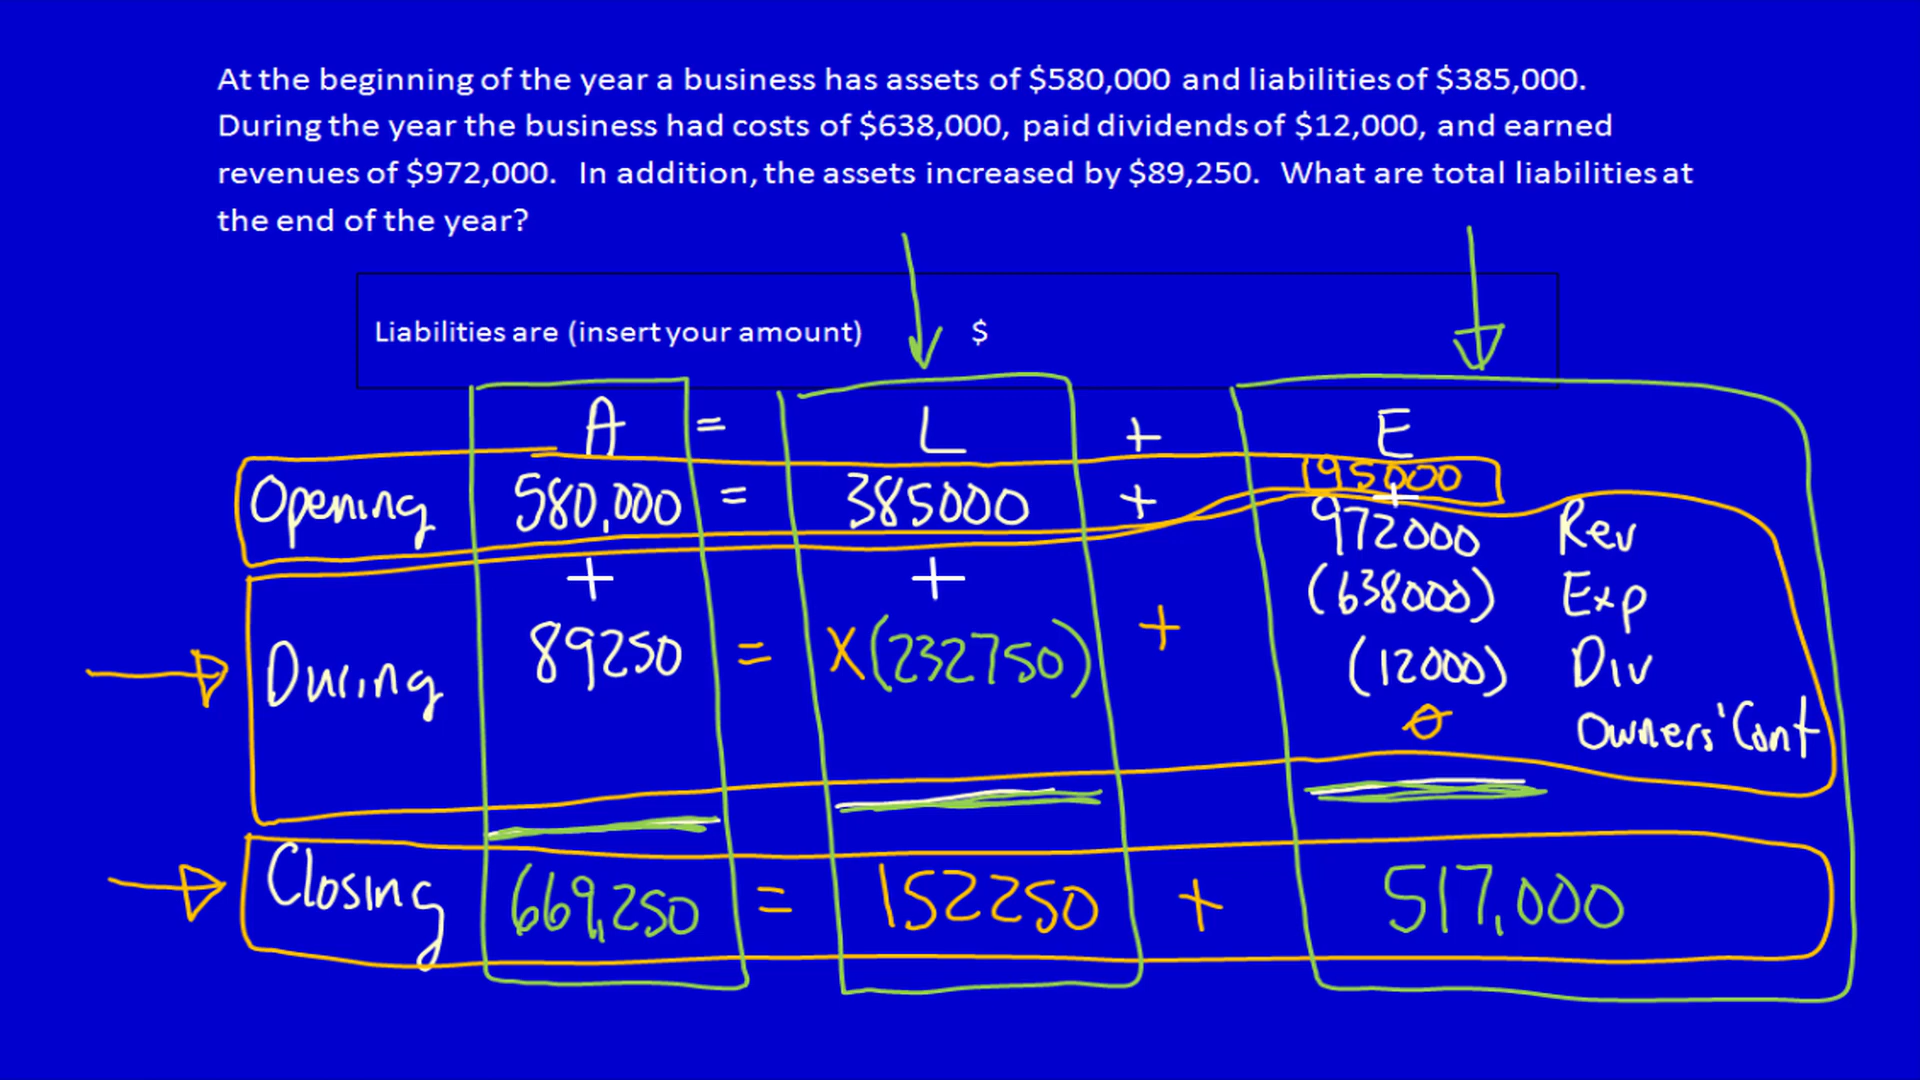 At the beginning of the year a business has assets of $580,000 and liabilities of $385,000.
During the year the business had costs of $638,000, paid dividends of $12,000, and earned
revenues of $972,000. In addition, the assets increased by $89,250. What are total liabilities at
the end of the year?
Liabilities are (insert your amount) $
A = L + E
195000
Opening 580,000 = 385000 +
+ + +
972000 Rev
(638000) Exp
During 89250 = X (232750) + (12000) Div
0 Owners' Cont
Closing 669,250 = 152250 + 517,000